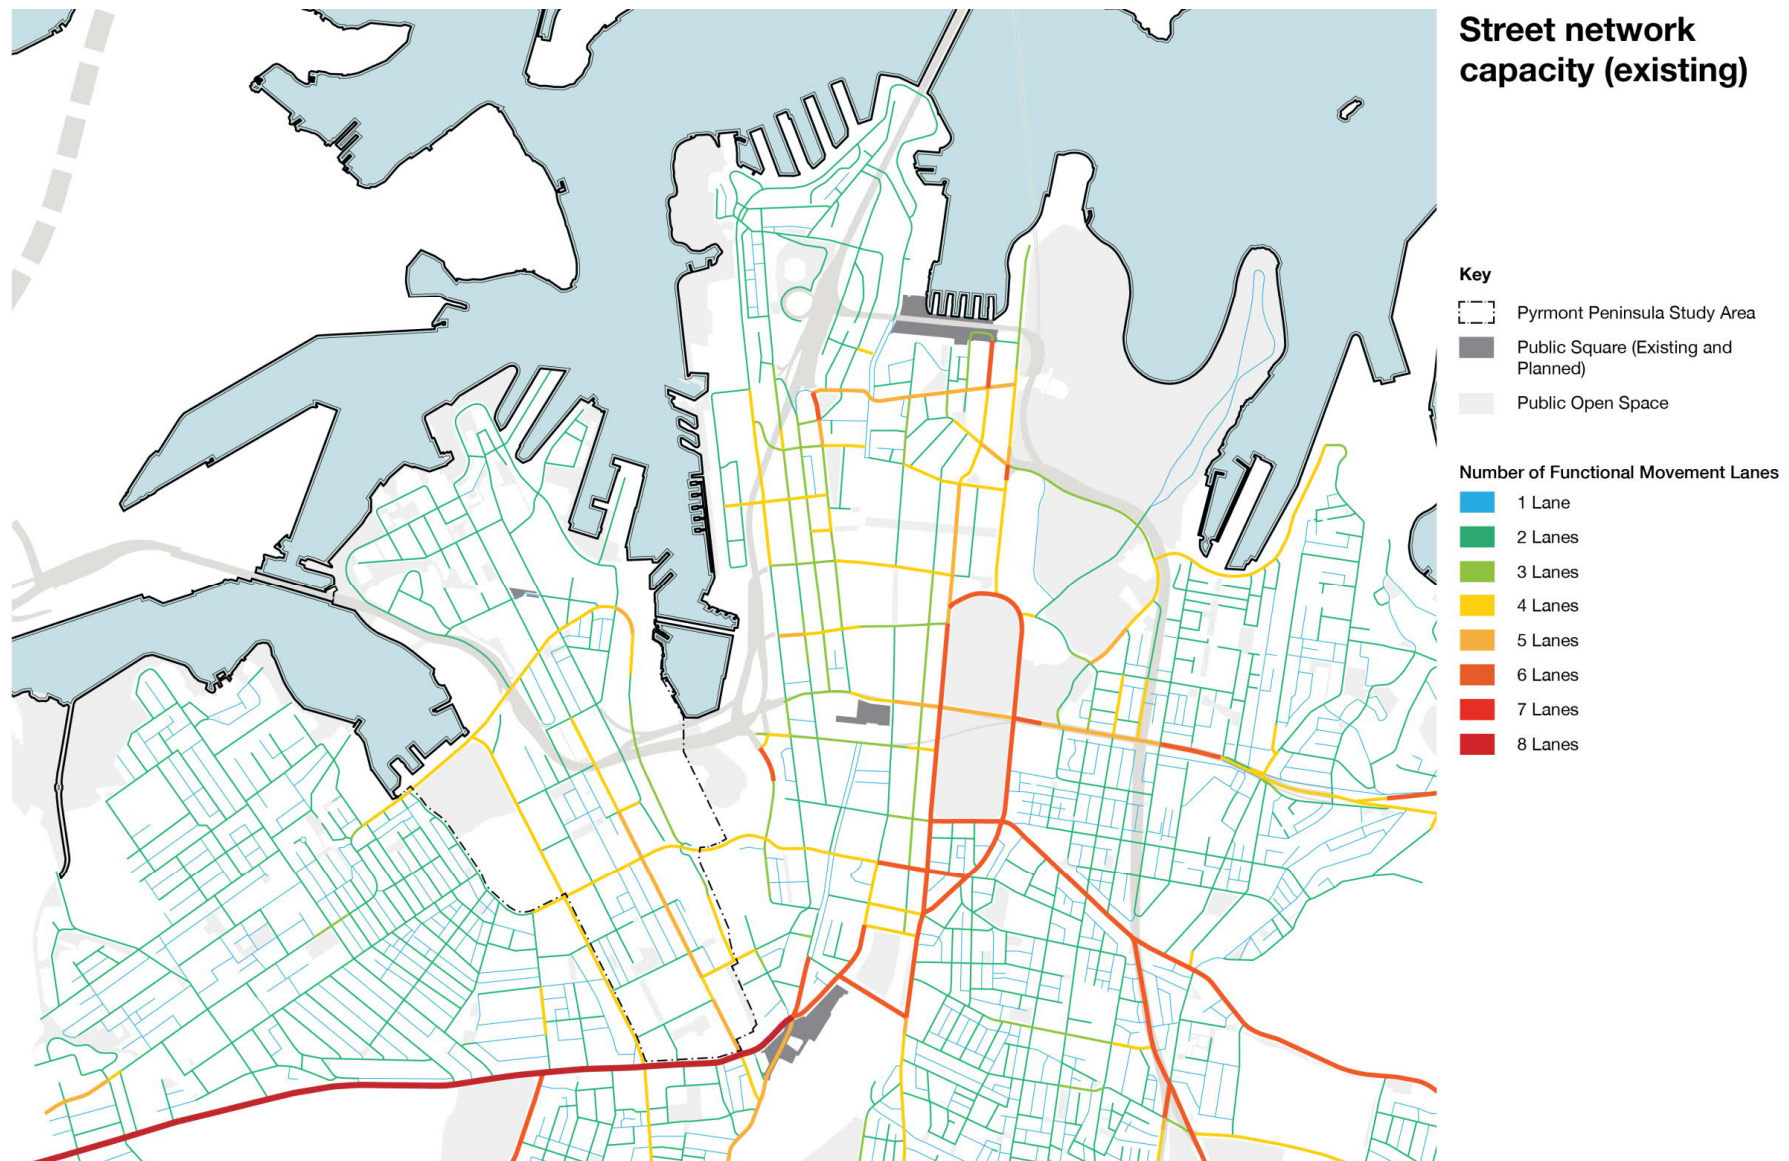 Street network
capacity (existing)
Key
Pyrmont Peninsula Study Area
Public Square (Existing and
Planned)
Public Open Space
Number of Functional Movement Lanes
1 Lane
2 Lanes
3 Lanes
4 Lanes
5 Lanes
6 Lanes
7 Lanes
8 Lanes